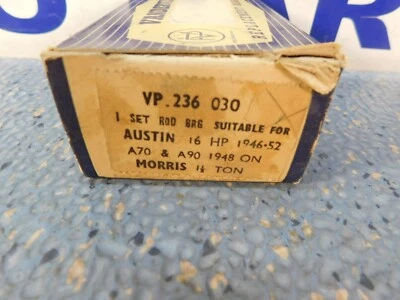 VP.236 030
1 SET ROD BRG SUITABLE FOR
AUSTIN 16 HP 1946-52
A70 & A90 1948 ON
MORRIS 1½ TON